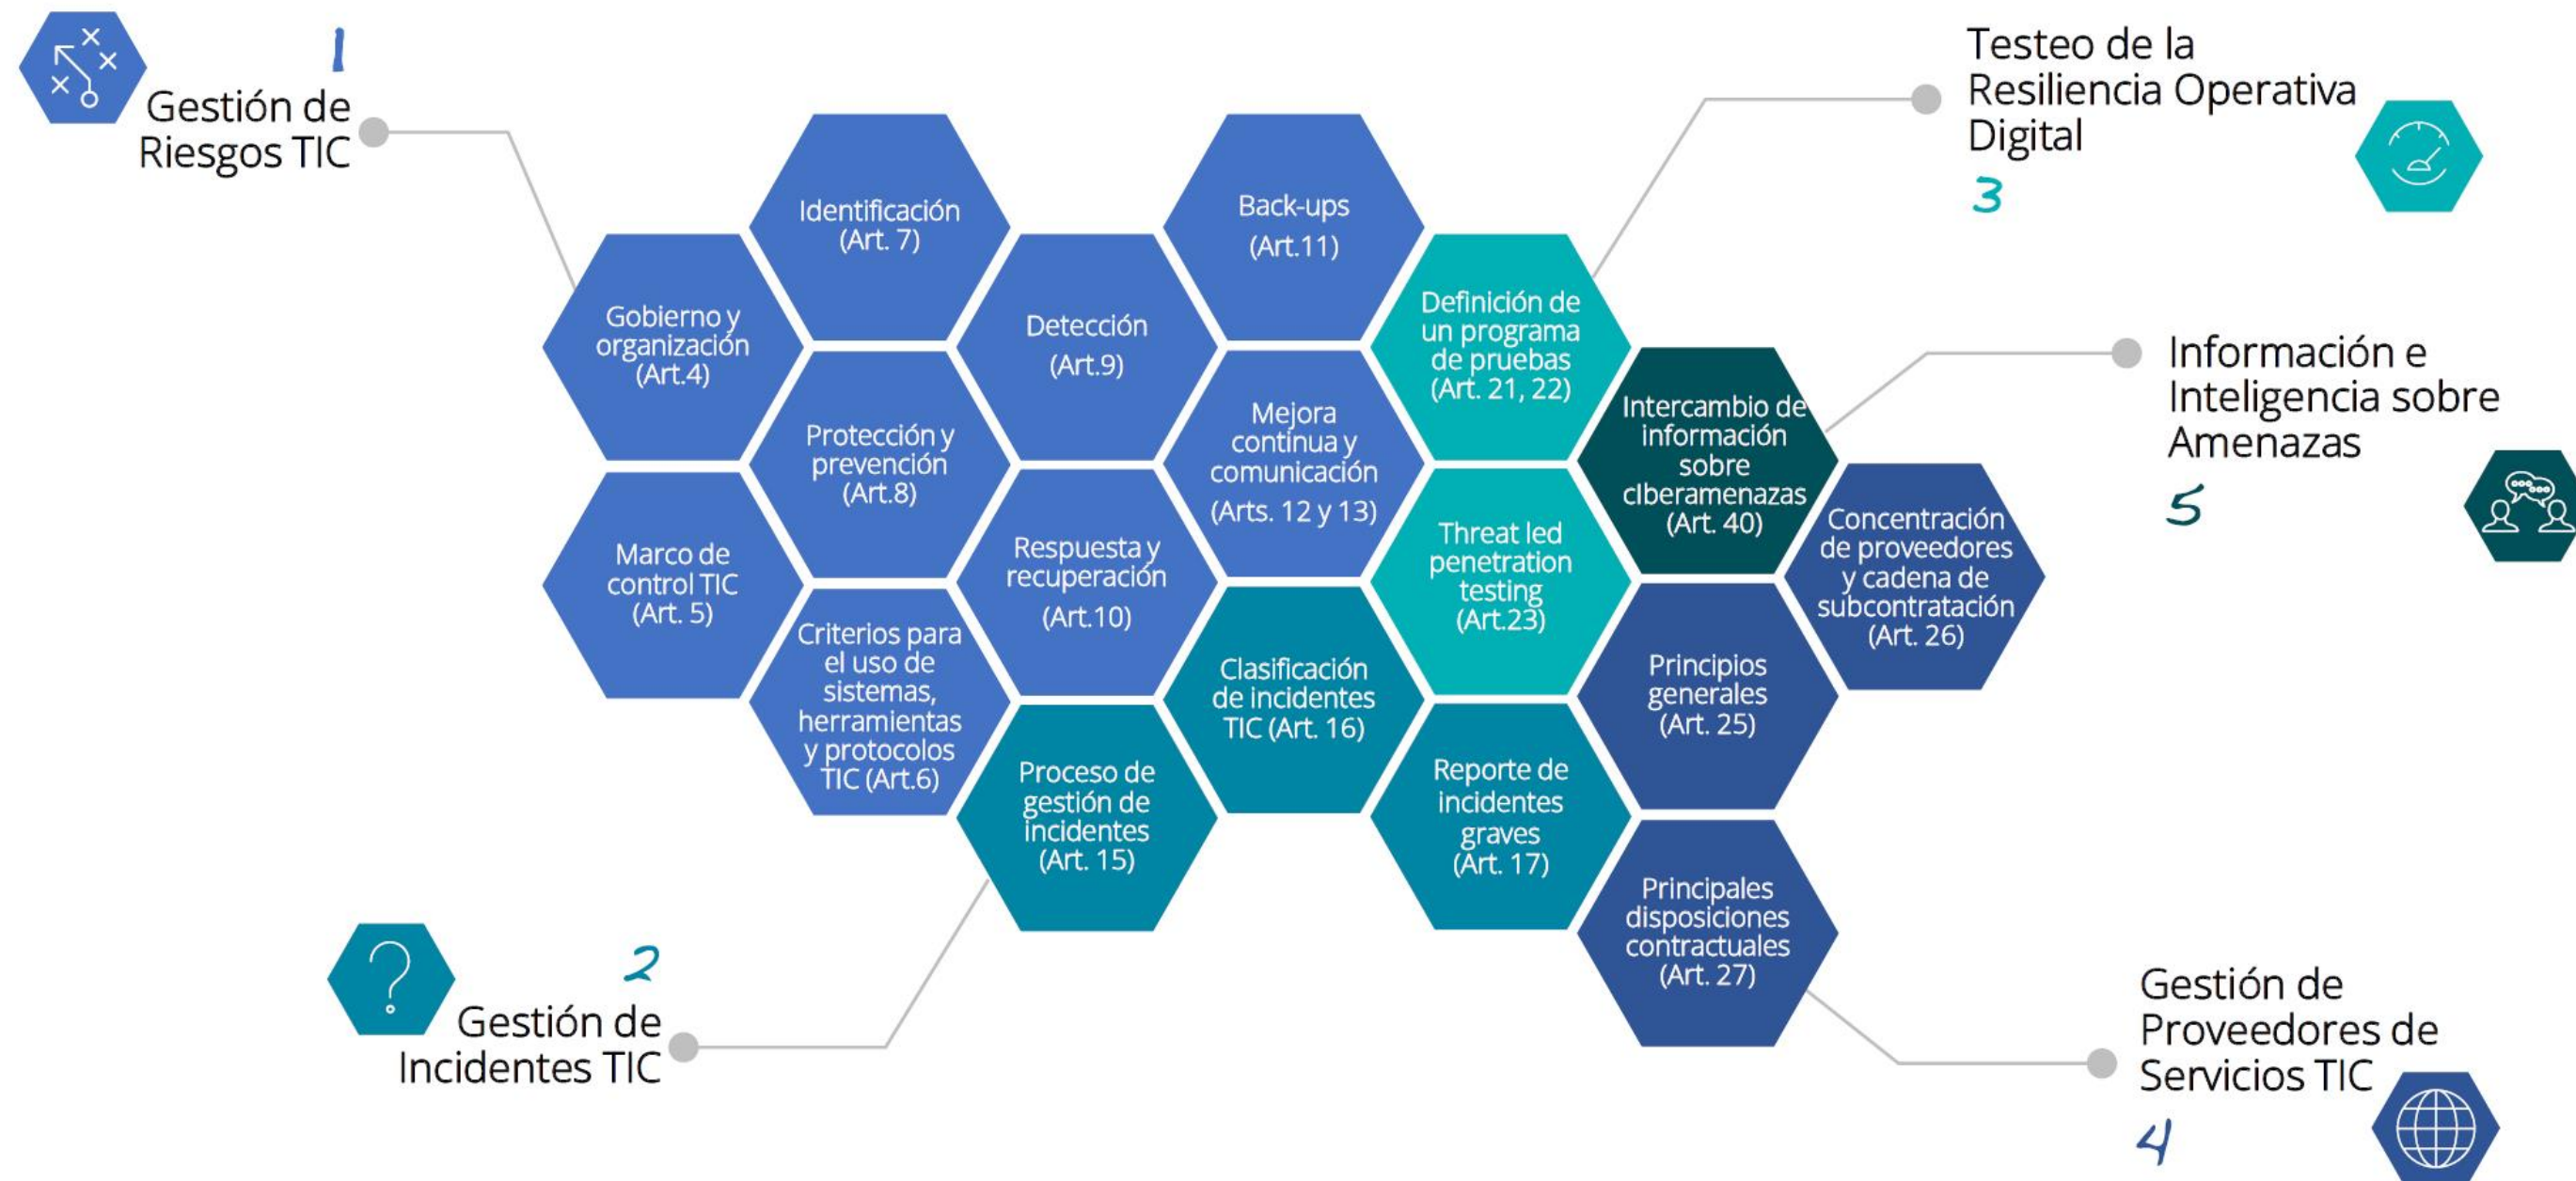 1
Gestión de
Riesgos TIC
Identificación
(Art. 7)
Back-ups
(Art.11)
Gobierno y
organización
(Art.4)
Detección
(Art.9)
Definición de
un programa
de pruebas
(Art. 21, 22)
Protección y
prevención
(Art.8)
Mejora
continua y
comunicación
(Arts. 12 y 13)
Intercambio de
información
sobre
cIberamenazas
(Art. 40)
Marco de
control TIC
(Art. 5)
Respuesta y
recuperación
(Art.10)
Threat led
penetration
testing
(Art.23)
Concentración
de proveedores
y cadena de
subcontratación
(Art. 26)
Criterios para
el uso de
sistemas,
herramientas
y protocolos
TIC (Art.6)
Clasificación
de incidentes
TIC (Art. 16)
Principios
generales
(Art. 25)
Proceso de
gestión de
incidentes
(Art. 15)
Reporte de
incidentes
graves
(Art. 17)
Principales
disposiciones
contractuales
(Art. 27)
2
Gestión de
Incidentes TIC
Testeo de la
Resiliencia Operativa
Digital
3
Información e
Inteligencia sobre
Amenazas
5
Gestión de
Proveedores de
Servicios TIC
4